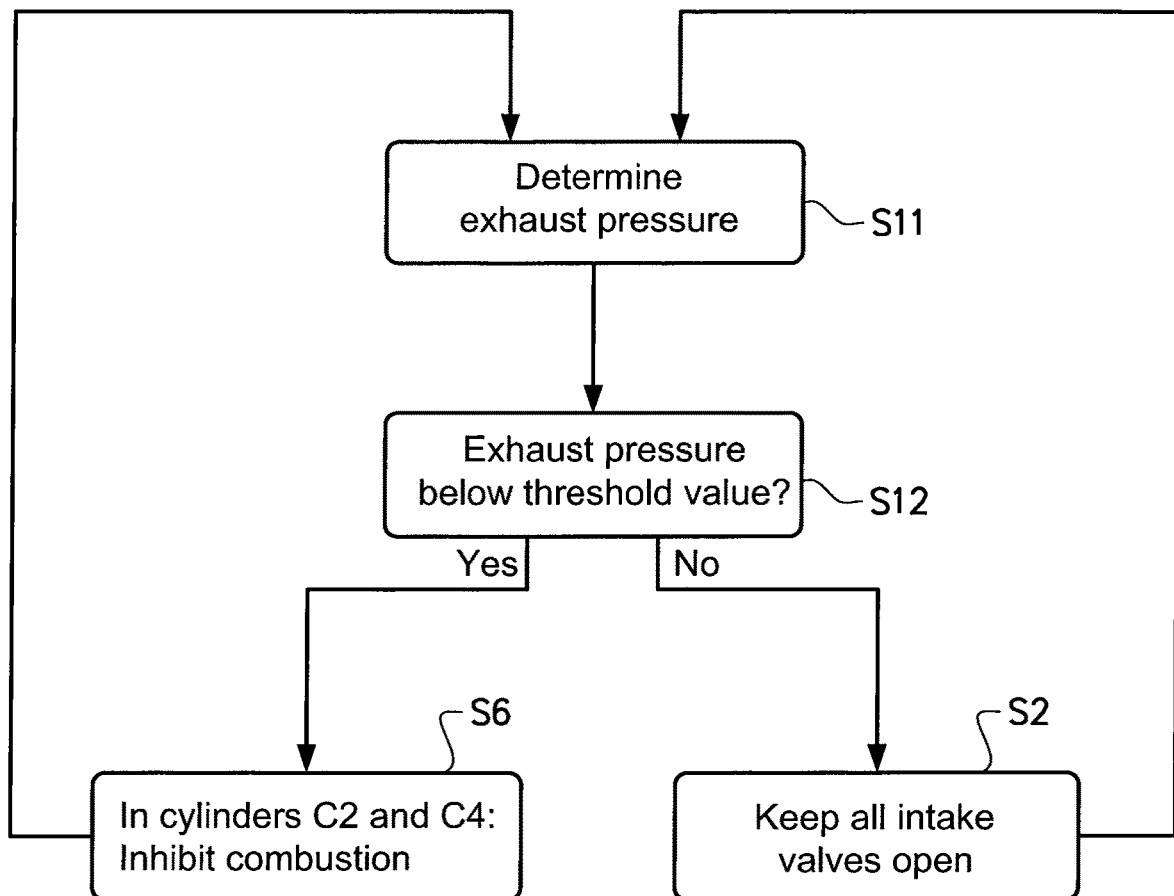 Determine
exhaust pressure
S11
Exhaust pressure
below threshold value?
S12
Yes
No
S6
S2
In cylinders C2 and C4:
Inhibit combustion
Keep all intake
valves open